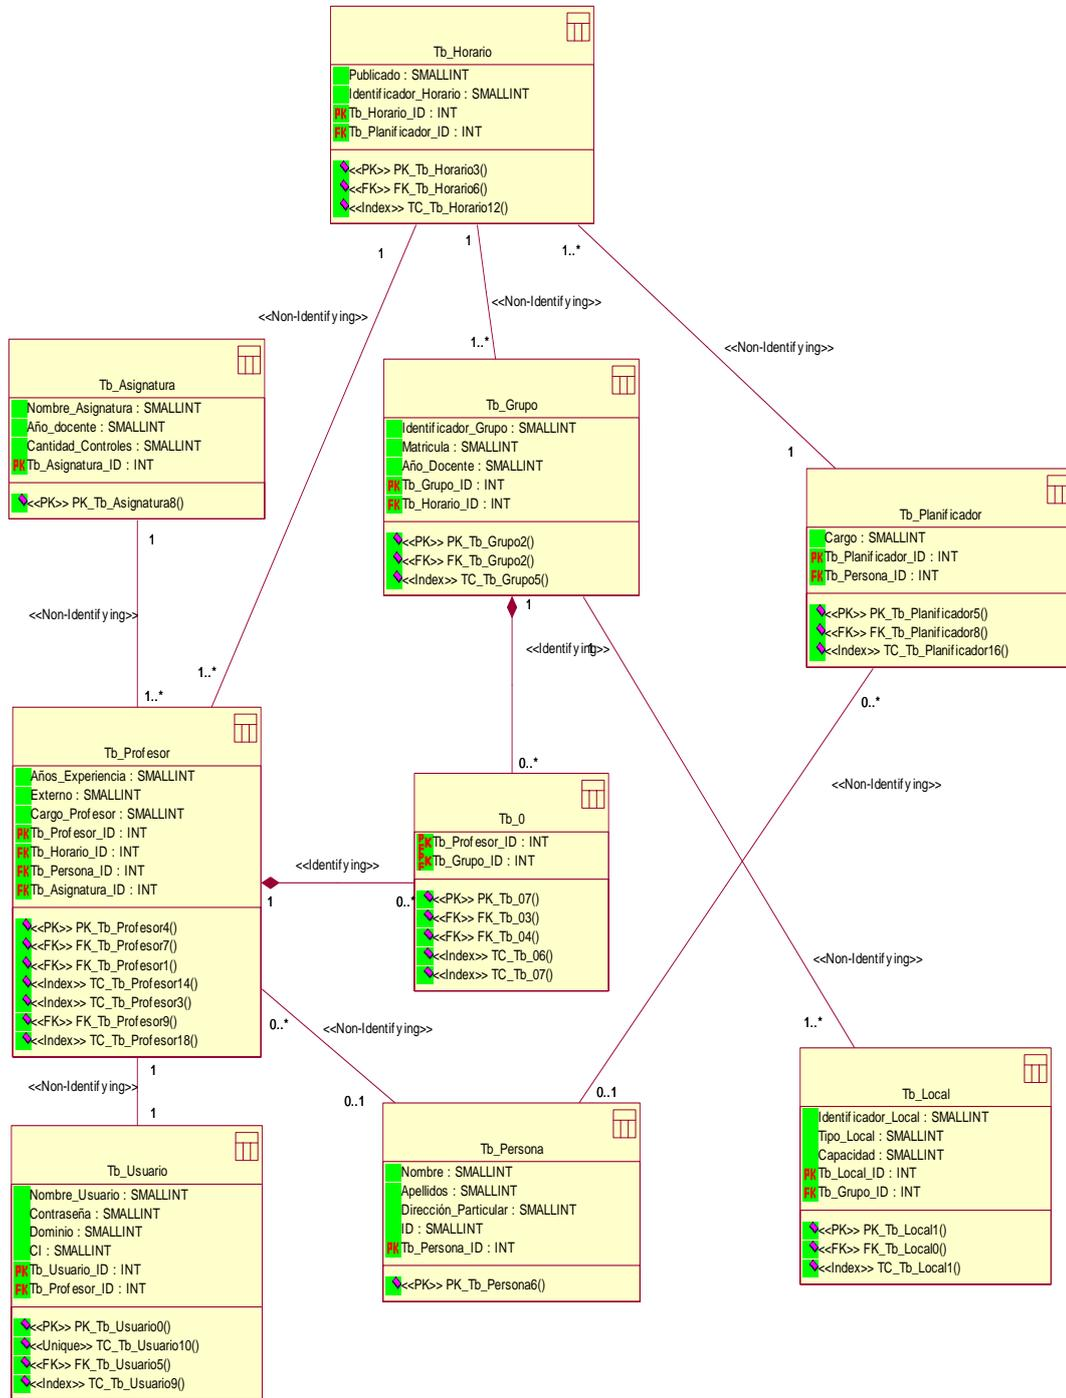 Tb_Horario
Publicado : SMALLINT
Identificador_Horario : SMALLINT
PK Tb_Horario_ID : INT
FK Tb_Planificador_ID : INT
<<PK>> PK_Tb_Horario3()
<<FK>> FK_Tb_Horario6()
<<Index>> TC_Tb_Horario12()
1
1
1..*
<<Non-Identifying>>
<<Non-Identifying>>
<<Non-Identifying>>
1..*
1
1..*
Tb_Asignatura
Nombre_Asignatura : SMALLINT
Año_docente : SMALLINT
Cantidad_Controles : SMALLINT
PK Tb_Asignatura_ID : INT
<<PK>> PK_Tb_Asignatura8()
1
<<Non-Identifying>>
1..*
Tb_Grupo
Identificador_Grupo : SMALLINT
Matricula : SMALLINT
Año_Docente : SMALLINT
PK Tb_Grupo_ID : INT
FK Tb_Horario_ID : INT
<<PK>> PK_Tb_Grupo2()
<<FK>> FK_Tb_Grupo2()
<<Index>> TC_Tb_Grupo5()
1
<<Identifying>>
1
0..*
Tb_Planificador
Cargo : SMALLINT
PK Tb_Planificador_ID : INT
FK Tb_Persona_ID : INT
<<PK>> PK_Tb_Planificador5()
<<FK>> FK_Tb_Planificador8()
<<Index>> TC_Tb_Planificador16()
0..*
<<Non-Identifying>>
0..1
Tb_Profesor
Años_Experiencia : SMALLINT
Externo : SMALLINT
Cargo_Profesor : SMALLINT
PK Tb_Profesor_ID : INT
FK Tb_Horario_ID : INT
FK Tb_Persona_ID : INT
FK Tb_Asignatura_ID : INT
<<PK>> PK_Tb_Profesor4()
<<FK>> FK_Tb_Profesor7()
<<FK>> FK_Tb_Profesor1()
<<Index>> TC_Tb_Profesor14()
<<Index>> TC_Tb_Profesor3()
<<FK>> FK_Tb_Profesor9()
<<Index>> TC_Tb_Profesor18()
<<Identifying>>
1
0..*
Tb_0
Tb_Profesor_ID : INT
Tb_Grupo_ID : INT
<<PK>> PK_Tb_07()
<<FK>> FK_Tb_03()
<<FK>> FK_Tb_04()
<<Index>> TC_Tb_06()
<<Index>> TC_Tb_07()
<<Non-Identifying>>
1..*
0..*
<<Non-Identifying>>
0..1
1
<<Non-Identifying>>
1
Tb_Usuario
Nombre_Usuario : SMALLINT
Contraseña : SMALLINT
Dominio : SMALLINT
CI : SMALLINT
PK Tb_Usuario_ID : INT
FK Tb_Profesor_ID : INT
<<PK>> PK_Tb_Usuario0()
<<Unique>> TC_Tb_Usuario10()
<<FK>> FK_Tb_Usuario5()
<<Index>> TC_Tb_Usuario9()
Tb_Persona
Nombre : SMALLINT
Apellidos : SMALLINT
Dirección_Particular : SMALLINT
ID : SMALLINT
PK Tb_Persona_ID : INT
<<PK>> PK_Tb_Persona6()
Tb_Local
Identificador_Local : SMALLINT
Tipo_Local : SMALLINT
Capacidad : SMALLINT
PK Tb_Local_ID : INT
FK Tb_Grupo_ID : INT
<<PK>> PK_Tb_Local1()
<<FK>> FK_Tb_Local0()
<<Index>> TC_Tb_Local1()